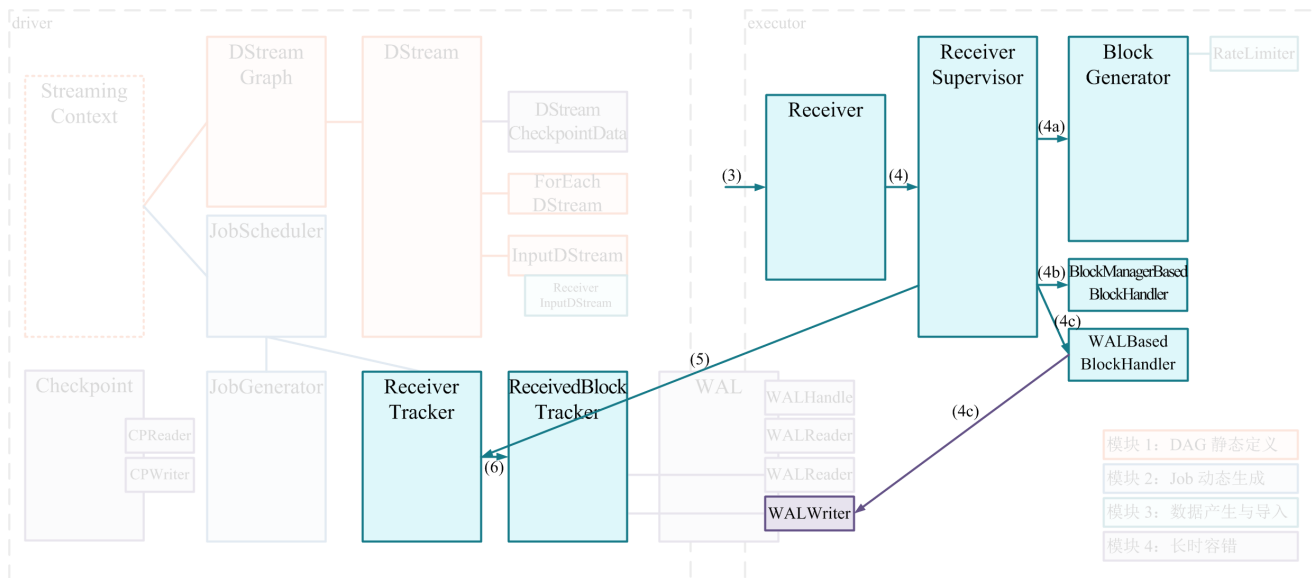 driver
executor
Streaming
Context
DStream
Graph
DStream
DStream
CheckpointData
ForEach
DStream
InputDStream
Receiver
InputDStream
JobScheduler
Checkpoint
CPReader
CPWriter
JobGenerator
Receiver
Tracker
ReceivedBlock
Tracker
WAL
WALHandle
WALReader
WALReader
WALWriter
(3)
Receiver
(4)
Receiver
Supervisor
(4a)
Block
Generator
RateLimiter
(4b)
BlockManagerBased
BlockHandler
(4c)
WALBased
BlockHandler
(4c)
(5)
(6)
模块 1：DAG 静态定义
模块 2：Job 动态生成
模块 3：数据产生与导入
模块 4：长时容错